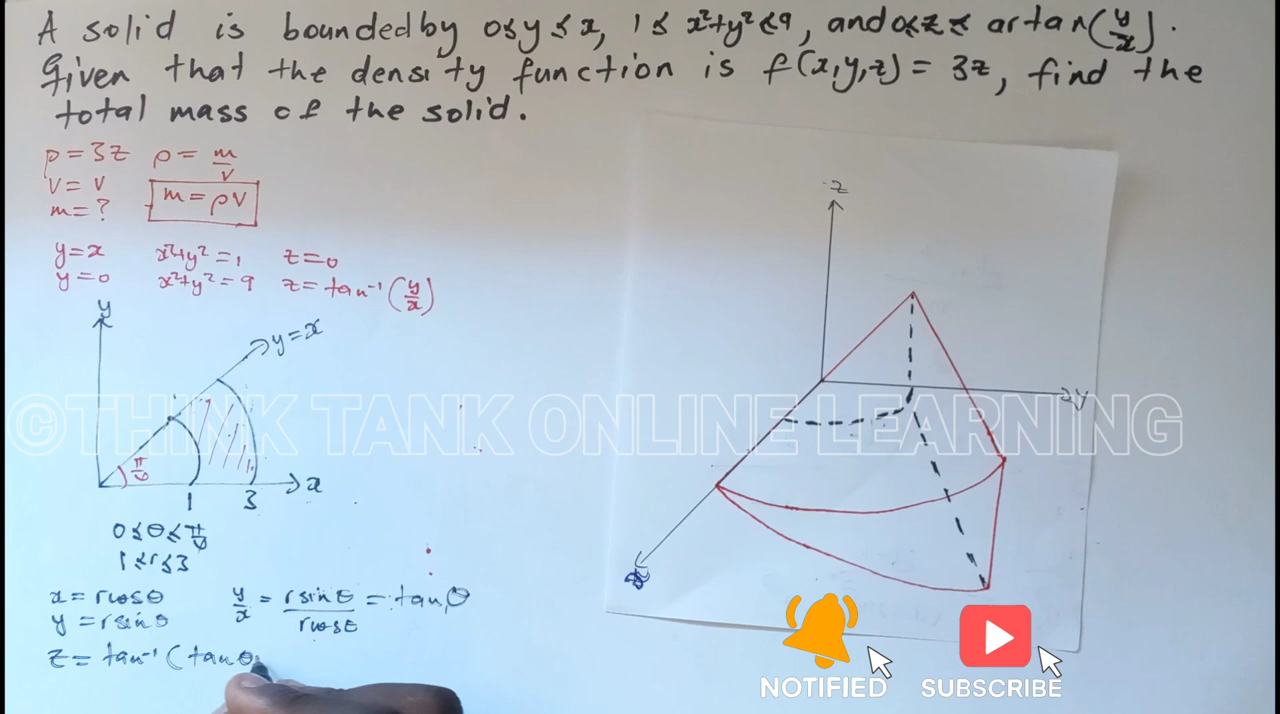 A solid is bounded by 0≤y≤x, 1≤ x²+y² ≤9, and 0≤z≤ artan(y/x).
Given that the density function is f(x,y,z) = 3z, find the
total mass of the solid.
ρ=3z ρ = m/v
v= v
m=? m = ρv
y=x x²+y²=1 z=0
y=0 x²+y²=9 z= tan⁻¹(y/x)
y
y=x
π/4
x
1 3
0≤θ≤π/4
1≤r≤3
x=rcosθ y/x = rsinθ/rcosθ = tanθ
y=rsinθ
z= tan⁻¹(tanθ
z
y
x
©THINK TANK ONLINE LEARNING
NOTIFIED SUBSCRIBE